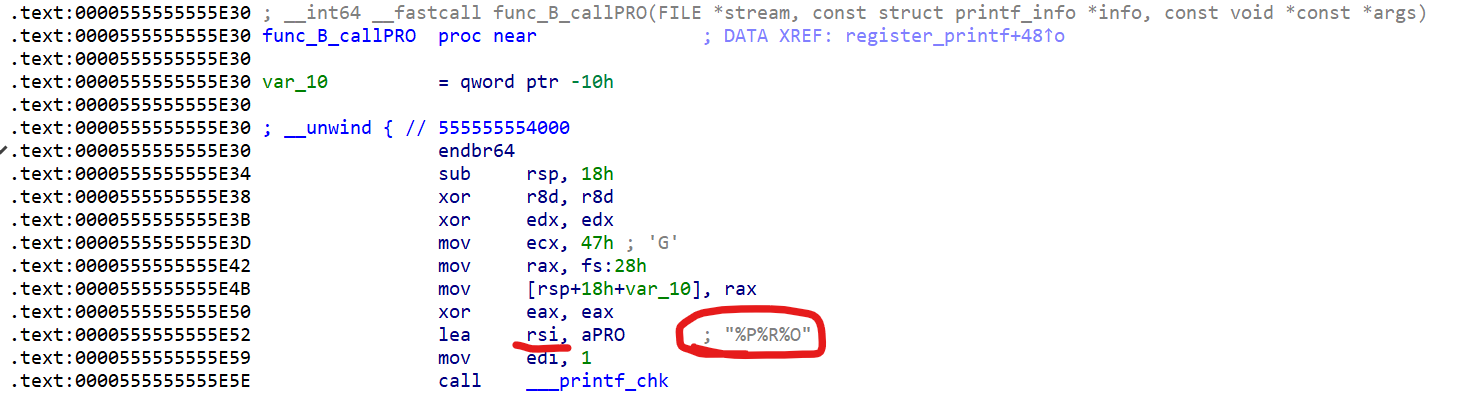 .text:0000555555555E30 ; __int64 __fastcall func_B_callPRO(FILE *stream, const struct printf_info *info, const void *const *args)
.text:0000555555555E30 func_B_callPRO proc near ; DATA XREF: register_printf+48↑o
.text:0000555555555E30
.text:0000555555555E30 var_10 = qword ptr -10h
.text:0000555555555E30
.text:0000555555555E30 ; __unwind { // 555555554000
.text:0000555555555E30 endbr64
.text:0000555555555E34 sub rsp, 18h
.text:0000555555555E38 xor r8d, r8d
.text:0000555555555E3B xor edx, edx
.text:0000555555555E3D mov ecx, 47h ; 'G'
.text:0000555555555E42 mov rax, fs:28h
.text:0000555555555E4B mov [rsp+18h+var_10], rax
.text:0000555555555E50 xor eax, eax
.text:0000555555555E52 lea rsi, aPRO ; "%P%R%O"
.text:0000555555555E59 mov edi, 1
.text:0000555555555E5E call ___printf_chk